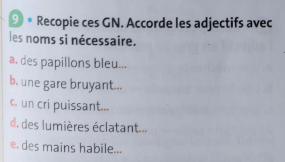 9 • Recopie ces GN. Accorde les adjectifs avec
les noms si nécessaire.
a. des papillons bleu...
b. une gare bruyant...
c. un cri puissant...
d. des lumières éclatant...
e. des mains habile...